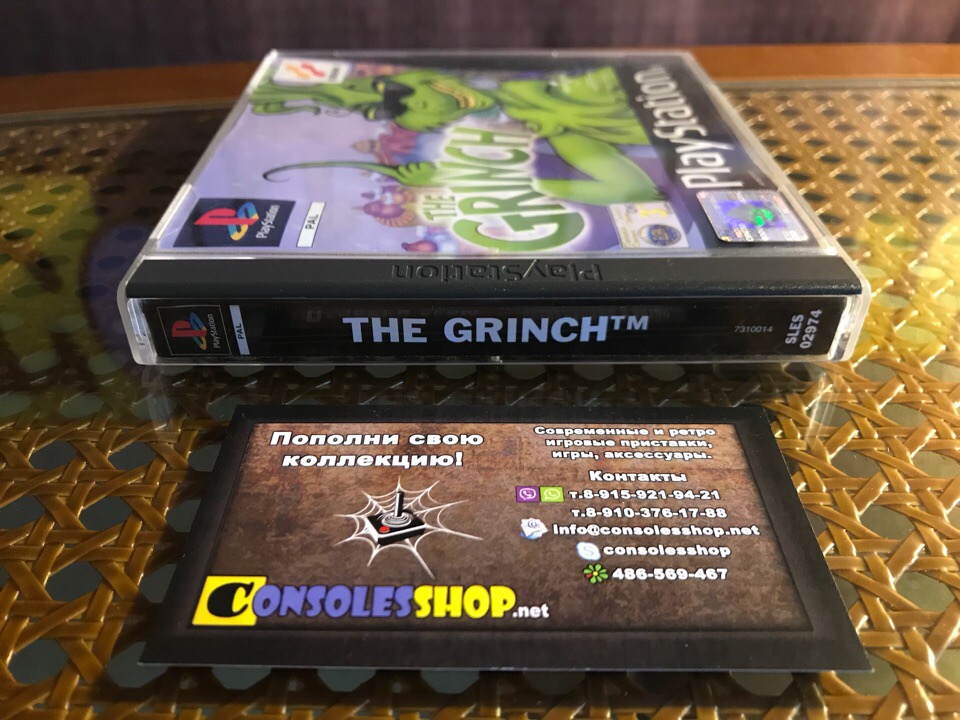 KONAMI
THE
GRINCH
PlayStation
PlayStation
PAL
PlayStation
PlayStation
PAL
THE GRINCH™
7310014
SLES
02974
Пополни свою
коллекцию!
Современные и ретро
игровые приставки,
игры, аксессуары.
Контакты
т.8-915-921-94-21
т.8-910-376-17-88
info@consolesshop.net
consolesshop
486-569-467
CONSOLESSHOP.net